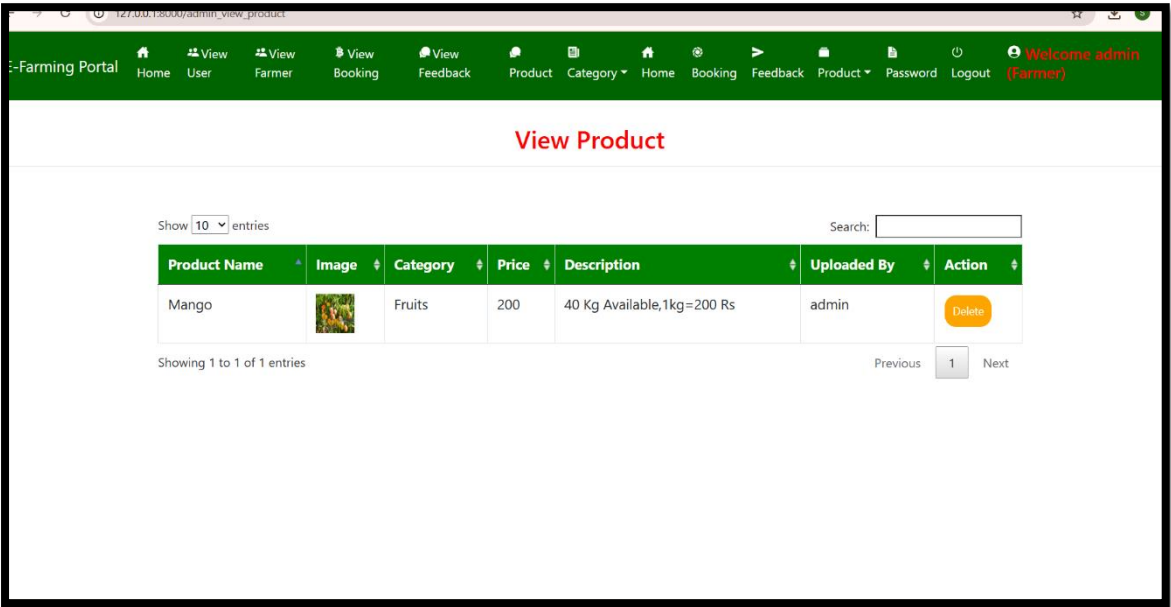 127.0.0.1:8000/admin_view_product
S
E-Farming Portal
Home
View User
View Farmer
View Booking
View Feedback
Product
Category
Home
Booking
Feedback
Product
Password
Logout
Welcome admin (Farmer)
View Product
Show 10 entries
Search:
Product Name Image Category Price Description Uploaded By Action
Mango Fruits 200 40 Kg Available,1kg=200 Rs admin Delete
Showing 1 to 1 of 1 entries
Previous 1 Next